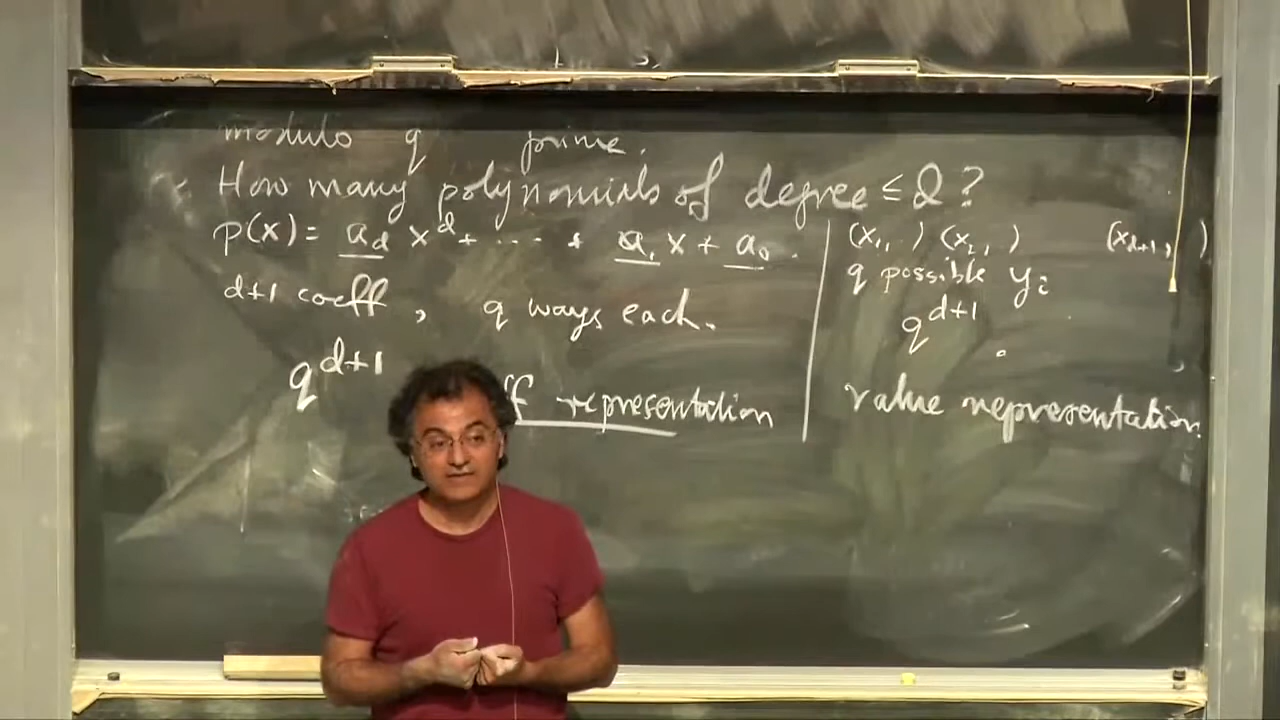 modulo q prime.
How many polynomials of degree ≤ d?
p(x) = a_d x^d + ... + a_1 x + a_0.
d+1 coeff, q ways each.
q^{d+1}
ff representation
(x_1, ) (x_2, ) (x_{d+1}, )
q possible y_i
q^{d+1}.
value representation.